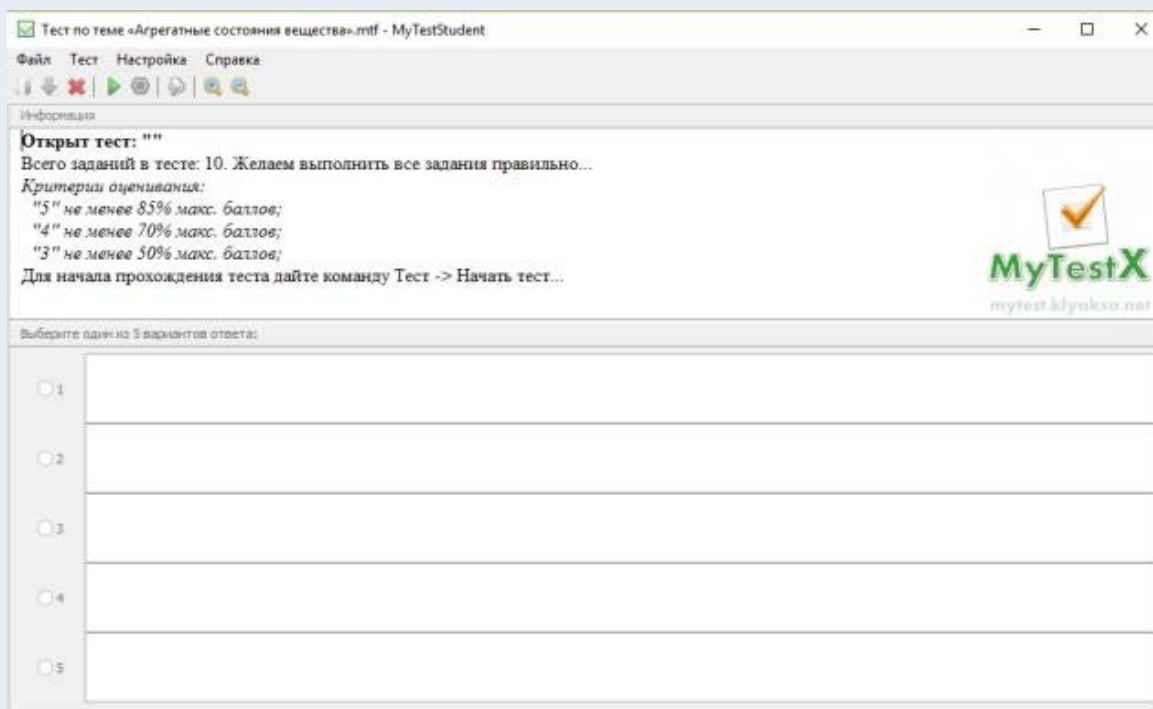 Тест по теме «Агрегатные состояния вещества».mtf - MyTestStudent
Файл Тест Настройка Справка
Информация
Открыт тест: ""
Всего заданий в тесте: 10. Желаем выполнить все задания правильно...
Критерии оценивания:
"5" не менее 85% макс. баллов;
"4" не менее 70% макс. баллов;
"3" не менее 50% макс. баллов;
Для начала прохождения теста дайте команду Тест -> Начать тест...
MyTestX
mytest.klyaksa.net
Выберите один из 5 вариантов ответа:
1
2
3
4
5